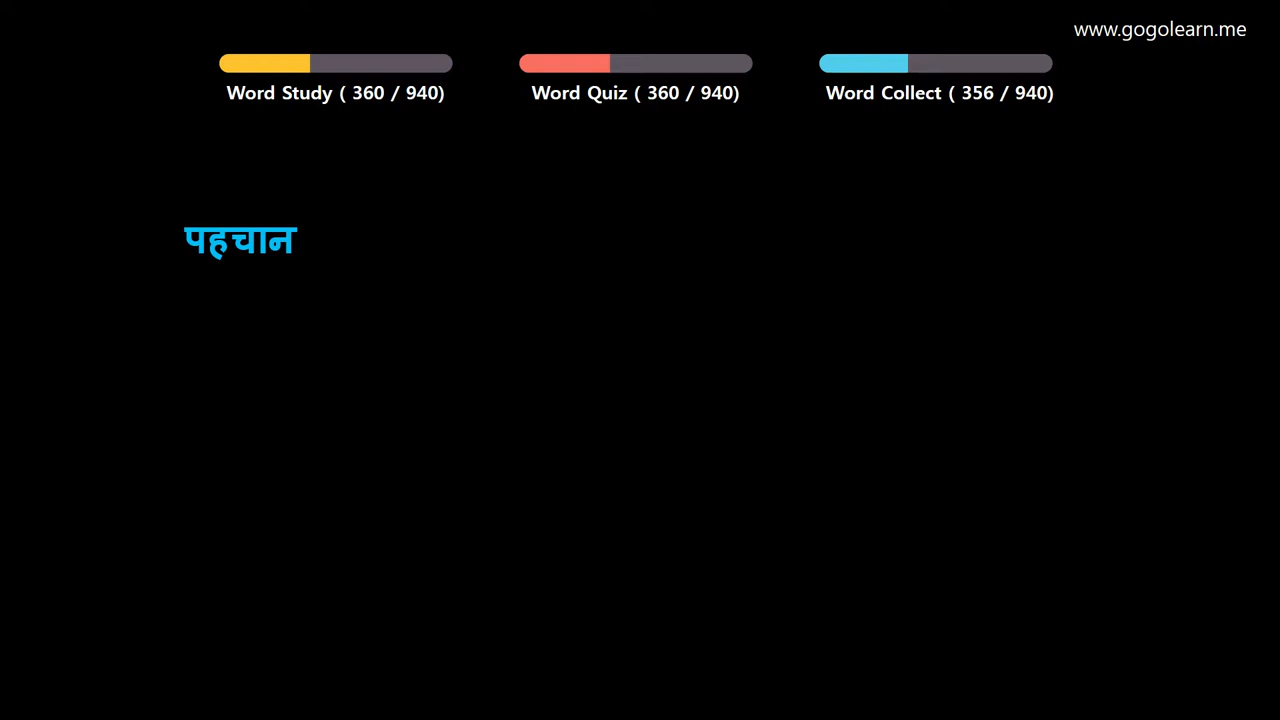 www.gogolearn.me
Word Study ( 360 / 940)
Word Quiz ( 360 / 940)
Word Collect ( 356 / 940)
पहचान